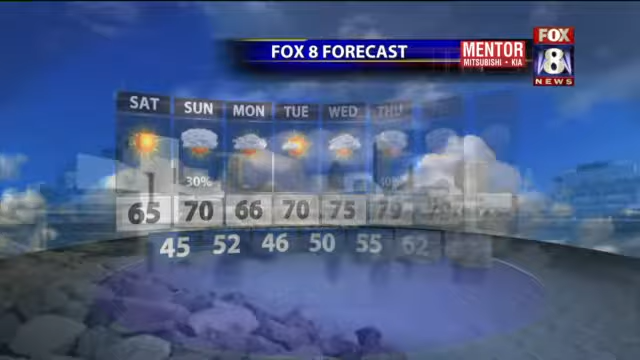 FOX 8 FORECAST
MENTOR
MITSUBISHI • KIA
FOX
8
NEWS
SAT SUN MON TUE WED THU
30% 40%
65 70 66 70 75 79
45 52 46 50 55 62